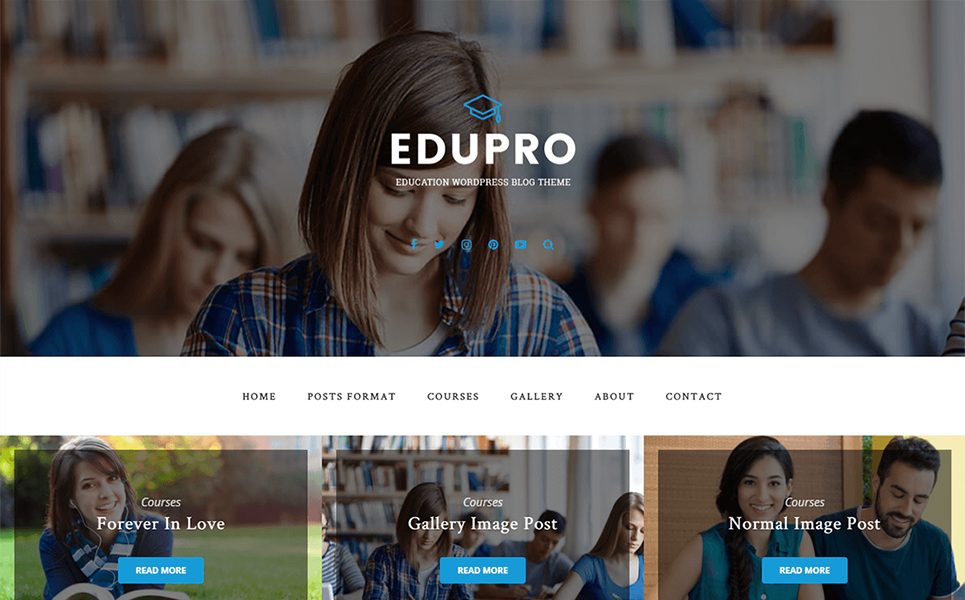 EDUPRO
EDUCATION WORDPRESS BLOG THEME
HOME POSTS FORMAT COURSES GALLERY ABOUT CONTACT
Courses
Forever In Love
READ MORE
Courses
Gallery Image Post
READ MORE
Courses
Normal Image Post
READ MORE